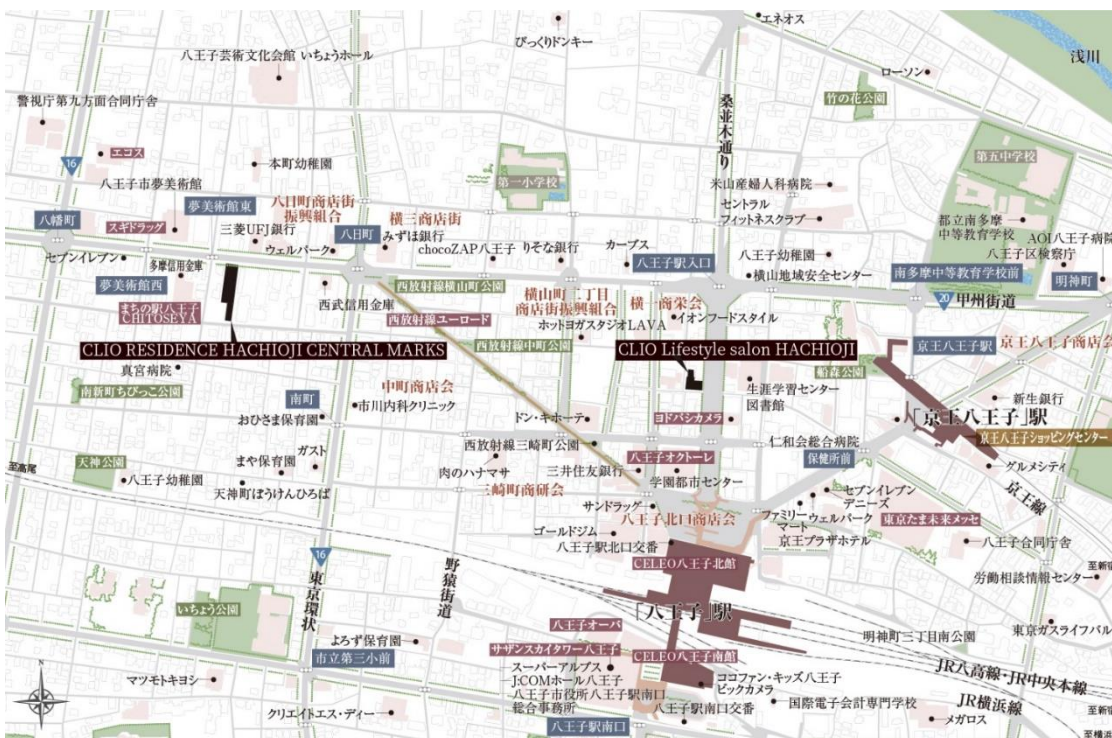 エネオス
びっくりドンキー
浅川
八王子芸術文化会館 いちょうホール
ローソン
竹の花公園
桑並木通り
警視庁第九方面合同庁舎
第五中学校
エコス
16
本町幼稚園
第一小学校
米山産婦人科病院
八王子市夢美術館
セントラル
フィットネスクラブ
夢美術館東
八日町商店街
振興組合
横三商店街
都立南多摩
中等教育学校
八幡町
スギドラッグ
三菱UFJ銀行
八日町
みずほ銀行
AOI八王子病院
ウェルパーク
chocoZAP八王子
りそな銀行
カーブス
八王子幼稚園
八王子区検察庁
セブンイレブン
多摩信用金庫
八王子駅入口
横山地域安全センター
南多摩中等教育学校前
明神町
夢美術館西
西武信用金庫
西放射線横山町公園
横山町二丁目
商店街振興組合
横一商栄会
20
甲州街道
まちの駅八王子
CHITOSEYA
西放射線ユーロード
イオンフードスタイル
ホットヨガスタジオLAVA
CLIO RESIDENCE HACHIOJI CENTRAL MARKS
西放射線中町公園
CLIO Lifestyle salon HACHIOJI
京王八王子駅
京王八王子商店会
真宮病院
船森公園
南新町ちびっこ公園
中町商店会
生涯学習センター
図書館
新生銀行
南町
市川内科クリニック
「京王八王子」駅
おひさま保育園
ドン・キホーテ
ヨドバシカメラ
京王八王子ショッピングセンター
西放射線三崎町公園
仁和会総合病院
至高尾
天神公園
まや保育園
ガスト
八王子オクトーレ
保健所前
グルメシティ
肉のハナマサ
三井住友銀行
学園都市センター
京王線
八王子幼稚園
天神町ぼうけんひろば
三崎町商研会
セブンイレブン
デニーズ
サンドラッグ
八王子北口商店会
ファミリー
マート
ウェルパーク
東京たま未来メッセ
ゴールドジム
京王プラザホテル
八王子合同庁舎
八王子駅北口交番
16
東京環状
野猿街道
CELEO八王子北館
至新宿
労働相談情報センター
いちょう公園
「八王子」駅
八王子オーパ
東京ガスライフバル
よろず保育園
明神町三丁目南公園
市立第三小前
サザンスカイタワー八王子
CELEO八王子南館
JR八高線・JR中央本線
スーパーアルプス
J:COMホール八王子
八王子市役所八王子駅南口
総合事務所
ココファン・キッズ八王子
ビックカメラ
マツモトキヨシ
N
国際電子会計専門学校
JR横浜線
クリエイトエス・ディー
八王子駅南口交番
メガロス
八王子駅南口